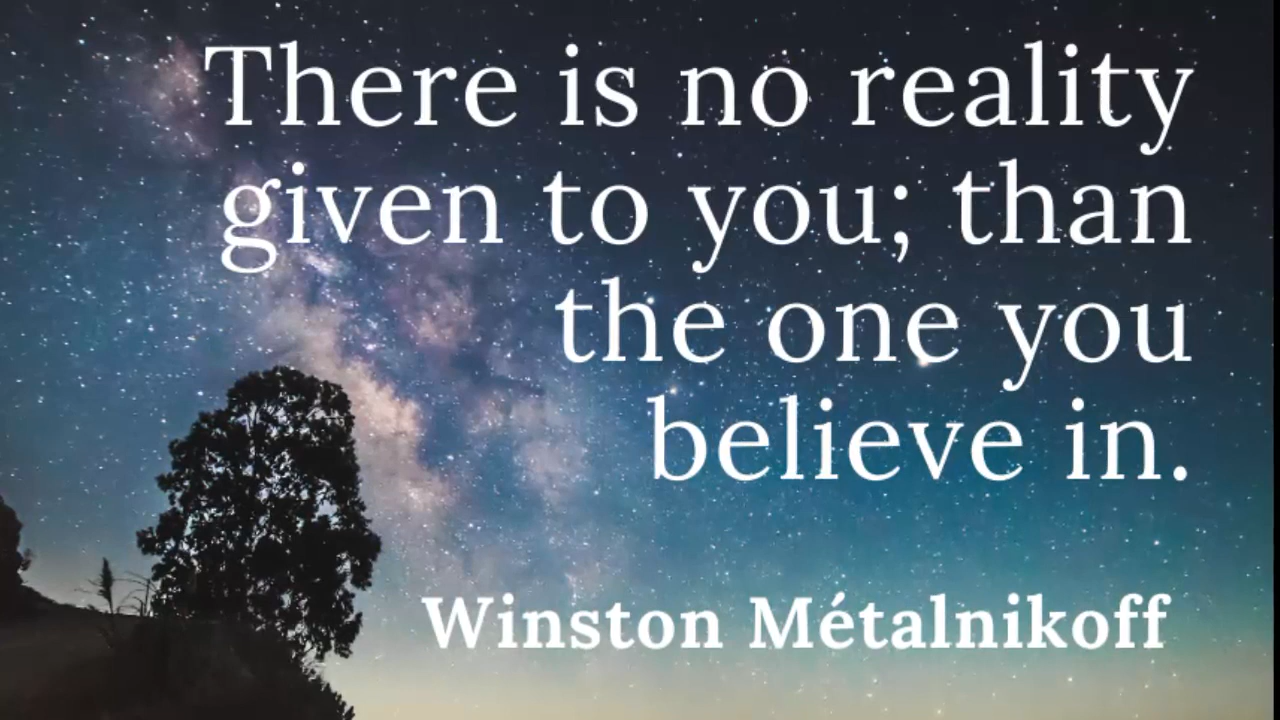 There is no reality
given to you; than
the one you
believe in.
Winston Métalnikoff